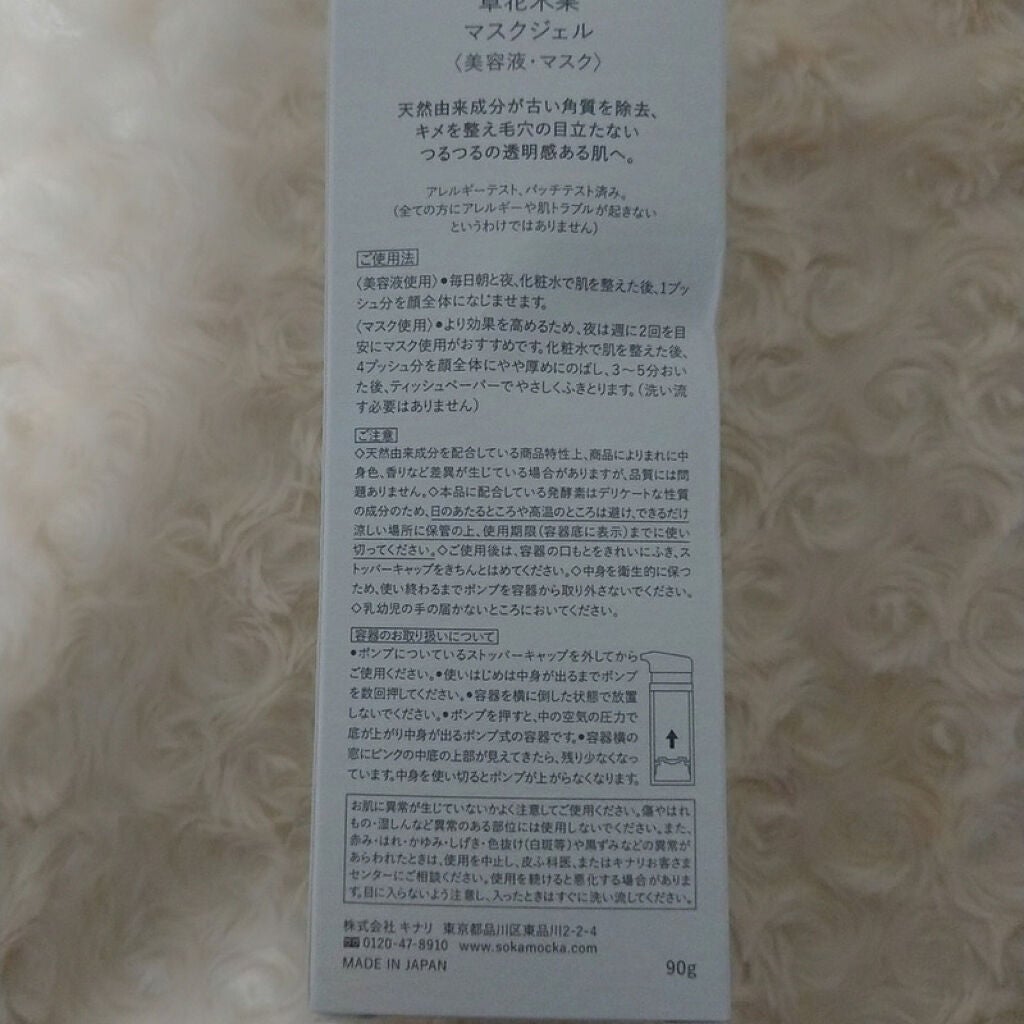 草花木果
マスクジェル
〈美容液・マスク〉
天然由来成分が古い角質を除去、
キメを整え毛穴の目立たない
つるつるの透明感ある肌へ。
アレルギーテスト、パッチテスト済み。
(全ての方にアレルギーや肌トラブルが起きない
というわけではありません)
ご使用法
〈美容液使用〉●毎日朝と夜、化粧水で肌を整えた後、1プッ
シュ分を顔全体になじませます。
〈マスク使用〉●より効果を高めるため、夜は週に2回を目
安にマスク使用がおすすめです。化粧水で肌を整えた後、
4プッシュ分を顔全体にやや厚めにのばし、3〜5分おい
た後、ティッシュペーパーでやさしくふきとります。(洗い流
す必要はありません)
ご注意
◇天然由来成分を配合している商品特性上、商品によりまれに中
身色、香りなど差異が生じている場合がありますが、品質には問
題ありません。◇本品に配合している発酵素はデリケートな性質
の成分のため、日のあたるところや高温のところは避け、できるだけ
涼しい場所に保管の上、使用期限(容器底に表示)までに使い
切ってください。◇ご使用後は、容器の口もとをきれいにふき、ス
トッパーキャップをきちんとはめてください。◇中身を衛生的に保つ
ため、使い終わるまでポンプを容器から取り外さないでください。
◇乳幼児の手の届かないところにおいてください。
容器のお取り扱いについて
●ポンプについているストッパーキャップを外してから
ご使用ください。●使いはじめは中身が出るまでポンプ
を数回押してください。●容器を横に倒した状態で放置
しないでください。●ポンプを押すと、中の空気の圧力で
底が上がり中身が出るポンプ式の容器です。●容器横の
窓にピンクの中底の上部が見えてきたら、残り少なくなっ
ています。中身を使い切るとポンプが上がらなくなります。
お肌に異常が生じていないかよく注意してご使用ください。傷やはれ
もの・湿しんなど異常のある部位には使用しないでください。また、
赤み・はれ・かゆみ・しげき・色抜け(白斑等)や黒ずみなどの異常が
あらわれたときは、使用を中止し、皮ふ科医、またはキナリお客さま
センターにご相談ください。使用を続けると悪化する場合がありま
す。目に入らないよう注意し、入ったときはすぐに洗い流してください。
株式会社 キナリ 東京都品川区東品川2-2-4
0120-47-8910 www.sokamocka.com
MADE IN JAPAN 90g